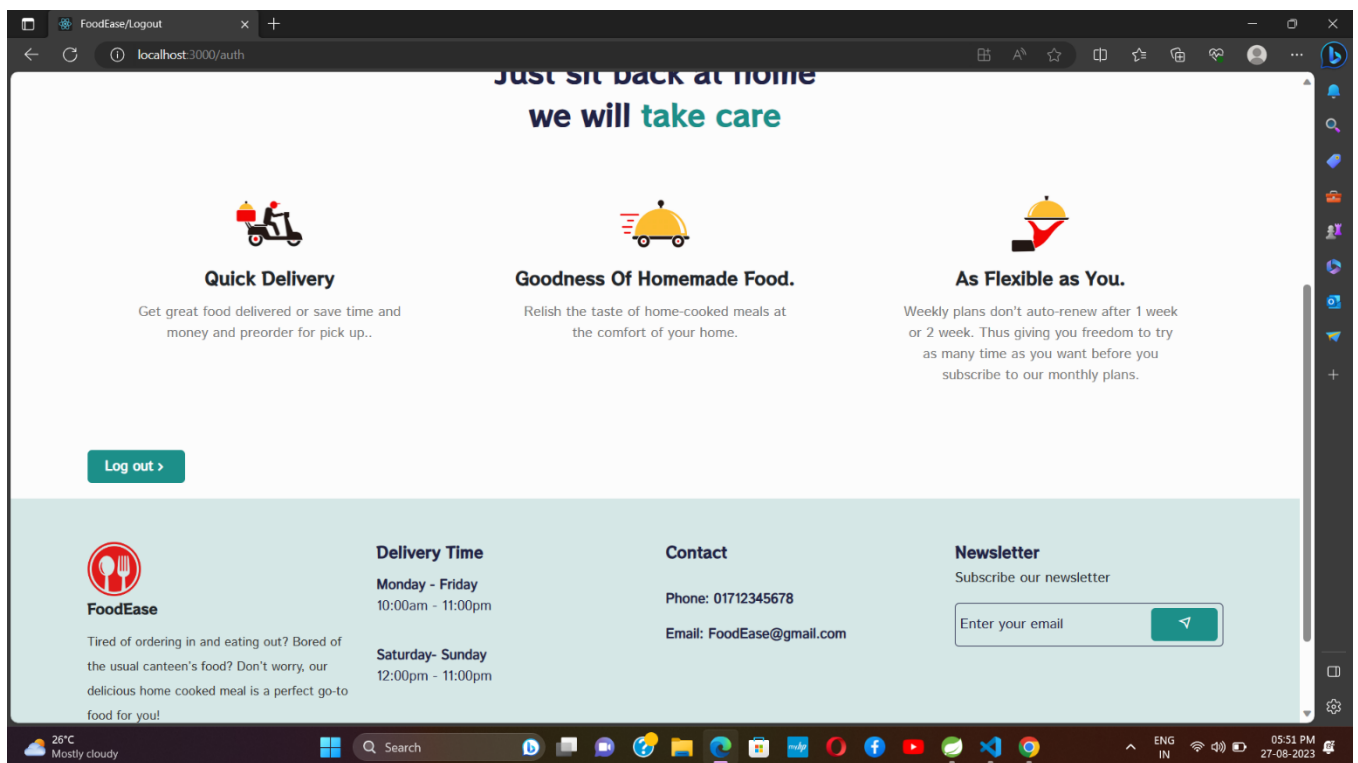 FoodEase/Logout
localhost:3000/auth
Just sit back at home
we will take care
Quick Delivery
Get great food delivered or save time and
money and preorder for pick up..
Goodness Of Homemade Food.
Relish the taste of home-cooked meals at
the comfort of your home.
As Flexible as You.
Weekly plans don't auto-renew after 1 week
or 2 week. Thus giving you freedom to try
as many time as you want before you
subscribe to our monthly plans.
Log out >
FoodEase
Tired of ordering in and eating out? Bored of
the usual canteen's food? Don't worry, our
delicious home cooked meal is a perfect go-to
food for you!
Delivery Time
Monday - Friday
10:00am - 11:00pm
Saturday- Sunday
12:00pm - 11:00pm
Contact
Phone: 01712345678
Email: FoodEase@gmail.com
Newsletter
Subscribe our newsletter
Enter your email
26°C
Mostly cloudy
Search
ENG
IN
05:51 PM
27-08-2023